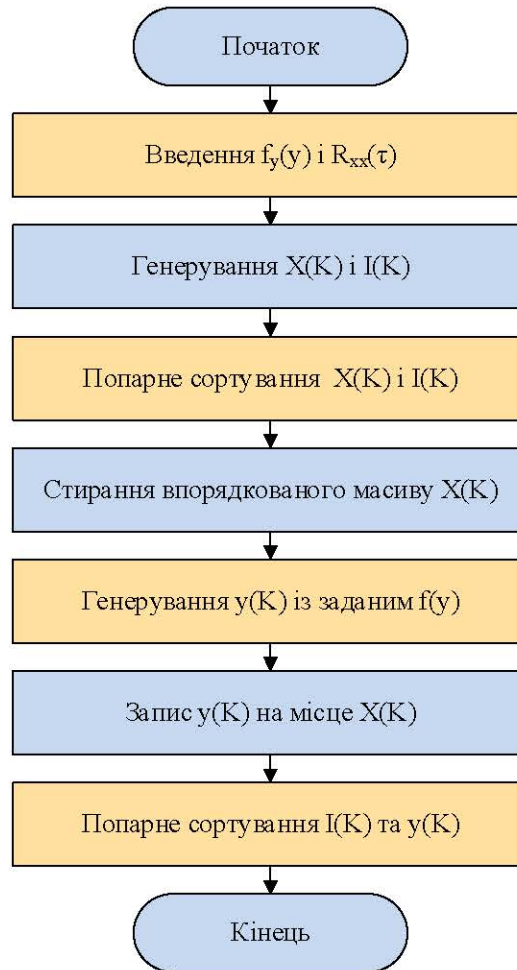 Початок
Введення fy(y) і Rxx(τ)
Генерування X(K) і I(K)
Попарне сортування X(K) і I(K)
Стирання впорядкованого масиву X(K)
Генерування y(K) із заданим f(y)
Запис y(K) на місце X(K)
Попарне сортування I(K) та y(K)
Кінець